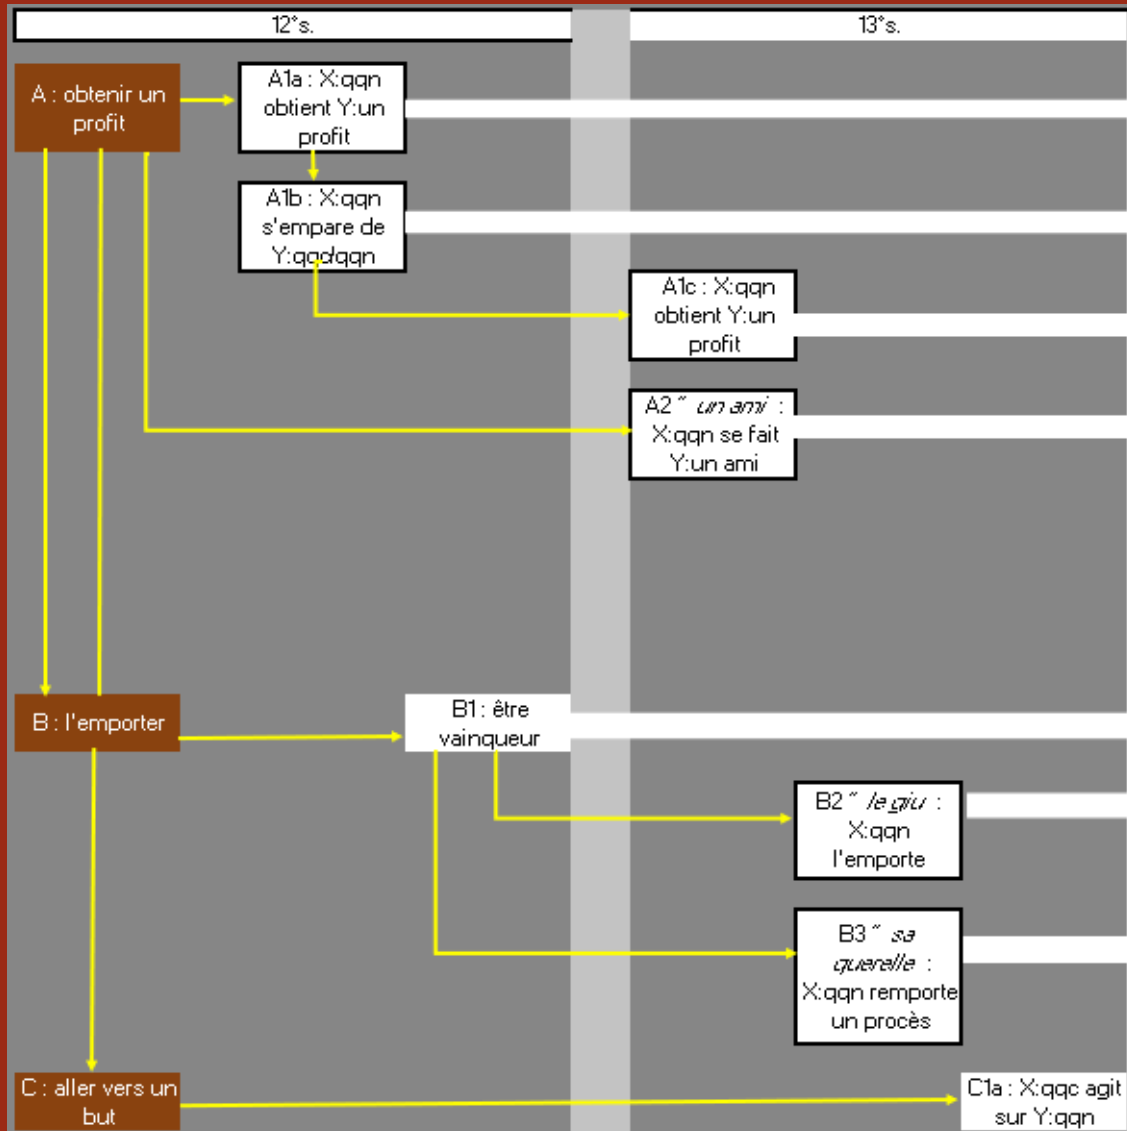 12°s.
13°s.
A : obtenir un
profit
A1a : X:qqn
obtient Y:un
profit
A1b : X:qqn
s'empare de
Y:qqc/qqn
A1c : X:qqn
obtient Y:un
profit
A2 ~ un ami :
X:qqn se fait
Y:un ami
B : l'emporter
B1 : être
vainqueur
B2 ~ le giu :
X:qqn
l'emporte
B3 ~ sa
querelle :
X:qqn remporte
un procès
C : aller vers un
but
C1a : X:qqc agit
sur Y:qqn